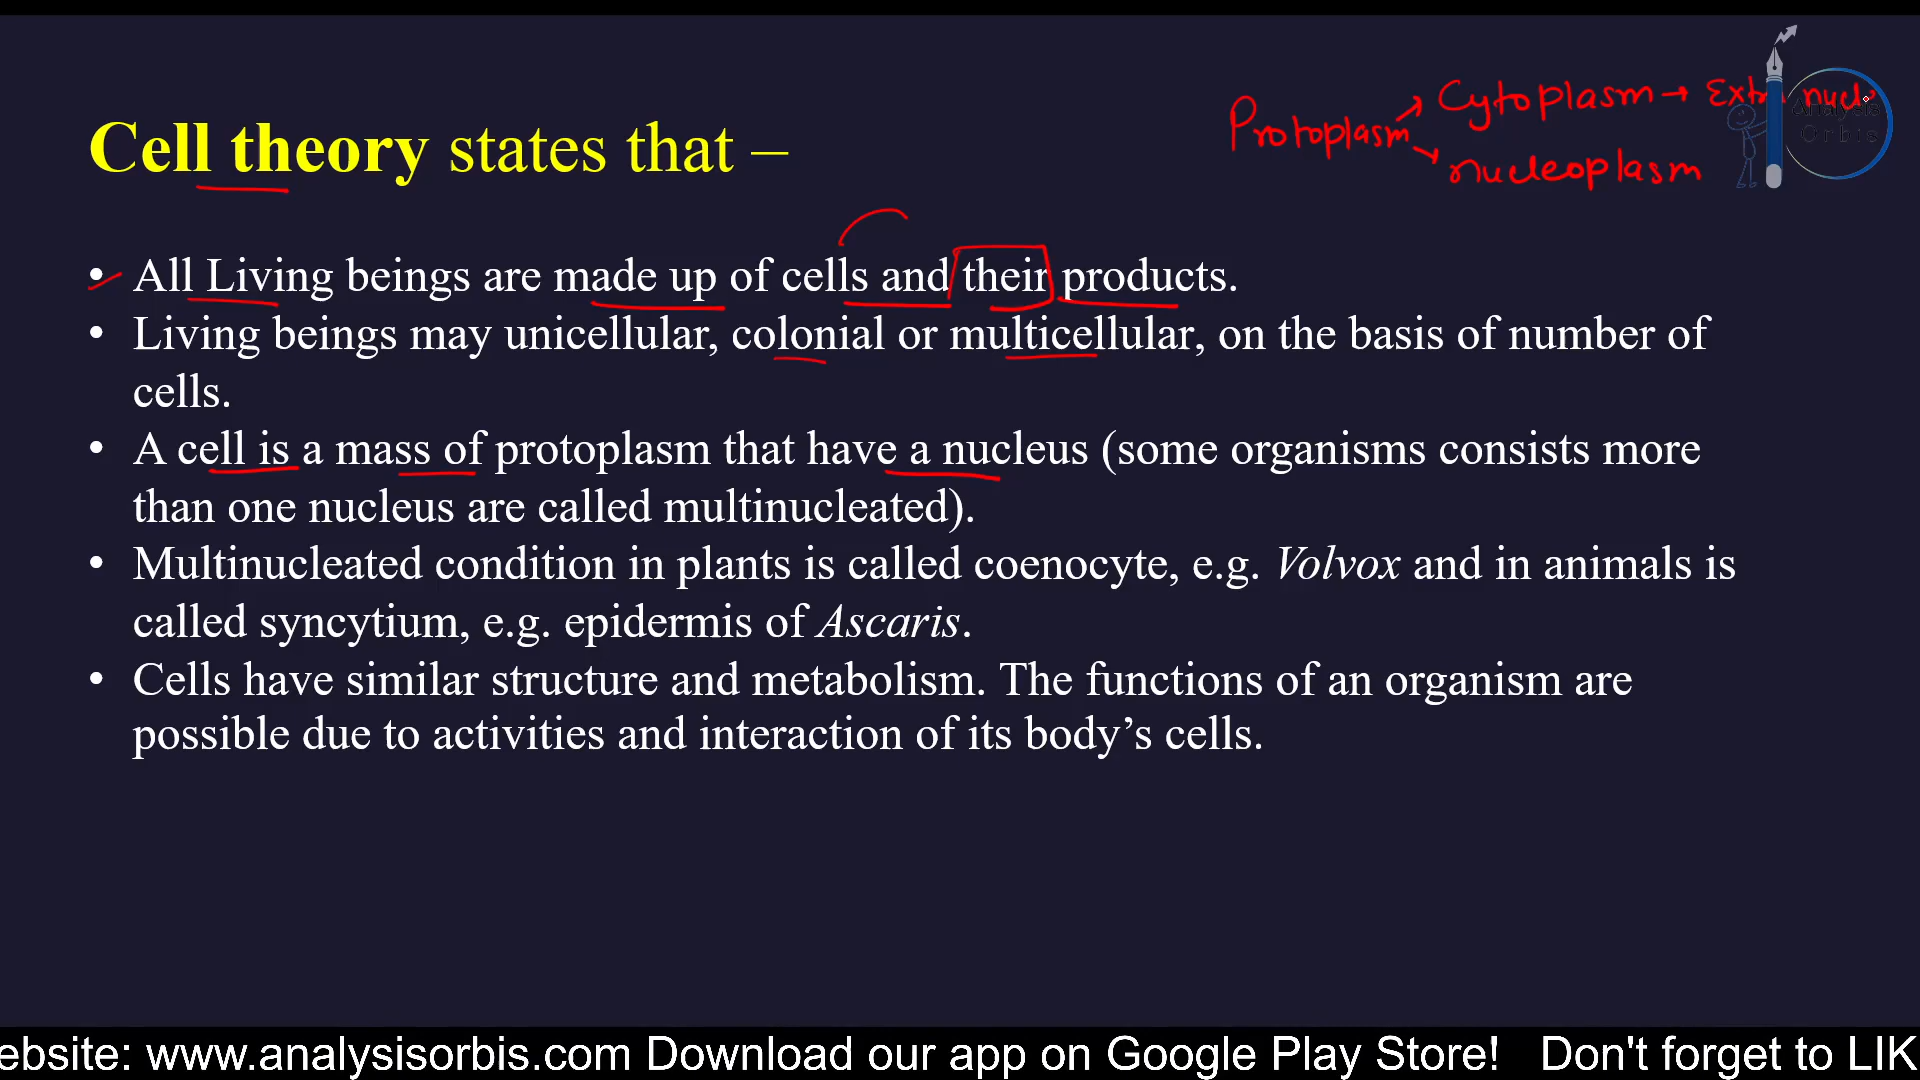 Protoplasm → Cytoplasm → Extra nucl
→ nucleoplasm
Analysis
Orbis
Cell theory states that –
• All Living beings are made up of cells and their products.
• Living beings may unicellular, colonial or multicellular, on the basis of number of
cells.
• A cell is a mass of protoplasm that have a nucleus (some organisms consists more
than one nucleus are called multinucleated).
• Multinucleated condition in plants is called coenocyte, e.g. Volvox and in animals is
called syncytium, e.g. epidermis of Ascaris.
• Cells have similar structure and metabolism. The functions of an organism are
possible due to activities and interaction of its body’s cells.
ebsite: www.analysisorbis.com Download our app on Google Play Store! Don't forget to LIK